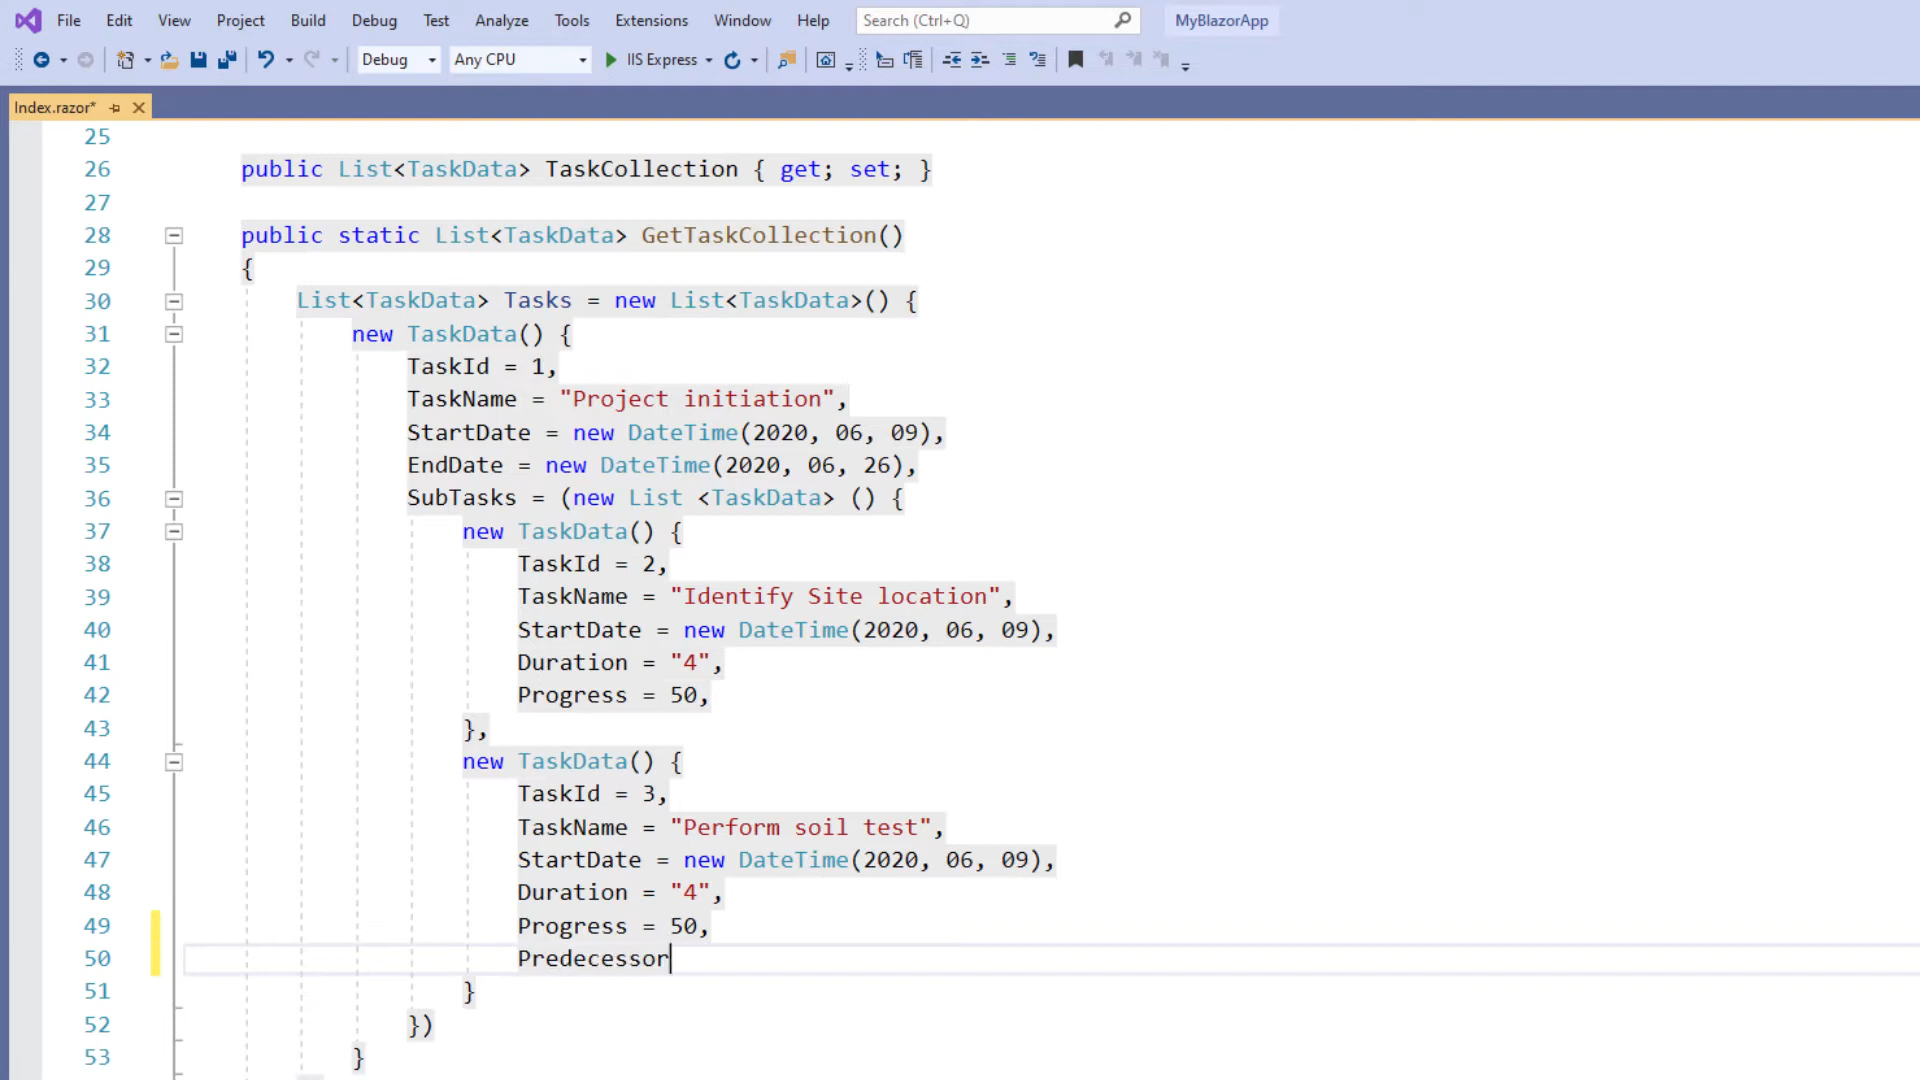 File Edit View Project Build Debug Test Analyze Tools Extensions Window Help Search (Ctrl+Q) MyBlazorApp
Debug Any CPU IIS Express
Index.razor*
25
26 public List<TaskData> TaskCollection { get; set; }
27
28 public static List<TaskData> GetTaskCollection()
29 {
30 List<TaskData> Tasks = new List<TaskData>() {
31 new TaskData() {
32 TaskId = 1,
33 TaskName = "Project initiation",
34 StartDate = new DateTime(2020, 06, 09),
35 EndDate = new DateTime(2020, 06, 26),
36 SubTasks = (new List <TaskData> () {
37 new TaskData() {
38 TaskId = 2,
39 TaskName = "Identify Site location",
40 StartDate = new DateTime(2020, 06, 09),
41 Duration = "4",
42 Progress = 50,
43 },
44 new TaskData() {
45 TaskId = 3,
46 TaskName = "Perform soil test",
47 StartDate = new DateTime(2020, 06, 09),
48 Duration = "4",
49 Progress = 50,
50 Predecessor
51 }
52 })
53 }